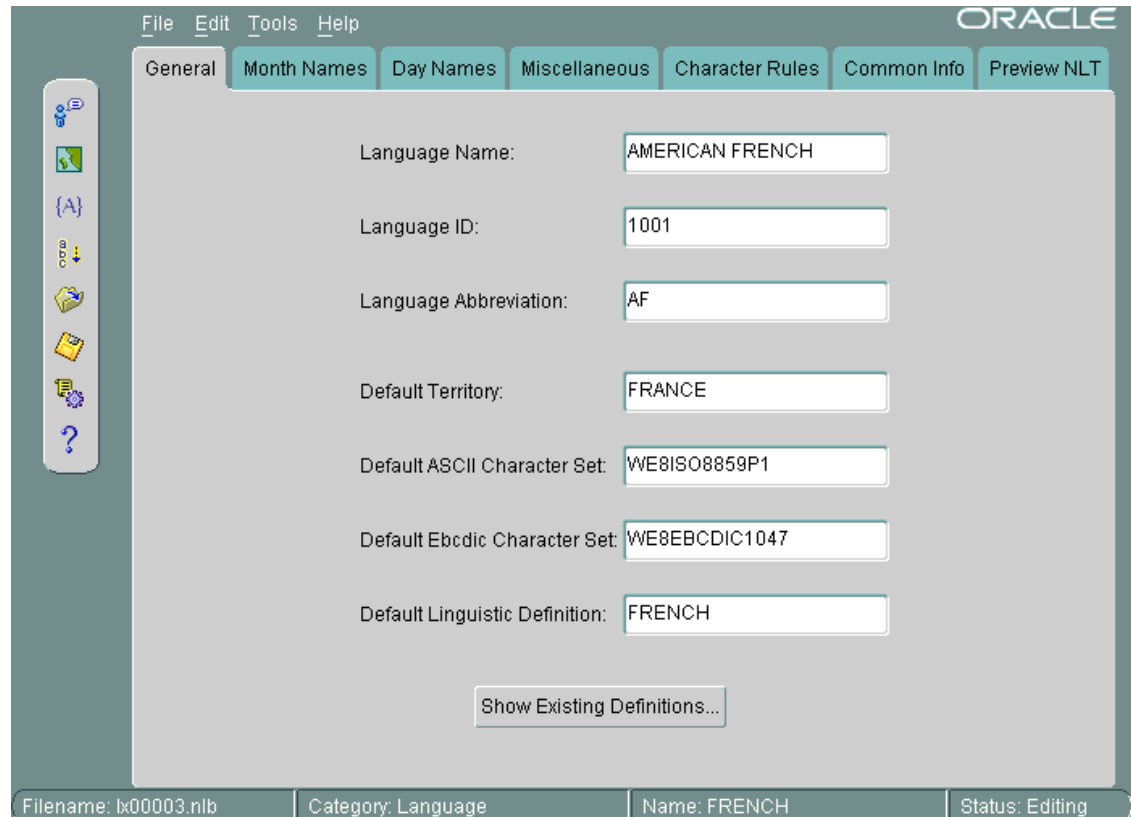 File Edit Tools Help
ORACLE
General Month Names Day Names Miscellaneous Character Rules Common Info Preview NLT
{A}
a
b
c
?
Language Name: AMERICAN FRENCH
Language ID: 1001
Language Abbreviation: AF
Default Territory: FRANCE
Default ASCII Character Set: WE8ISO8859P1
Default Ebcdic Character Set: WE8EBCDIC1047
Default Linguistic Definition: FRENCH
Show Existing Definitions...
Filename: lx00003.nlb Category: Language Name: FRENCH Status: Editing